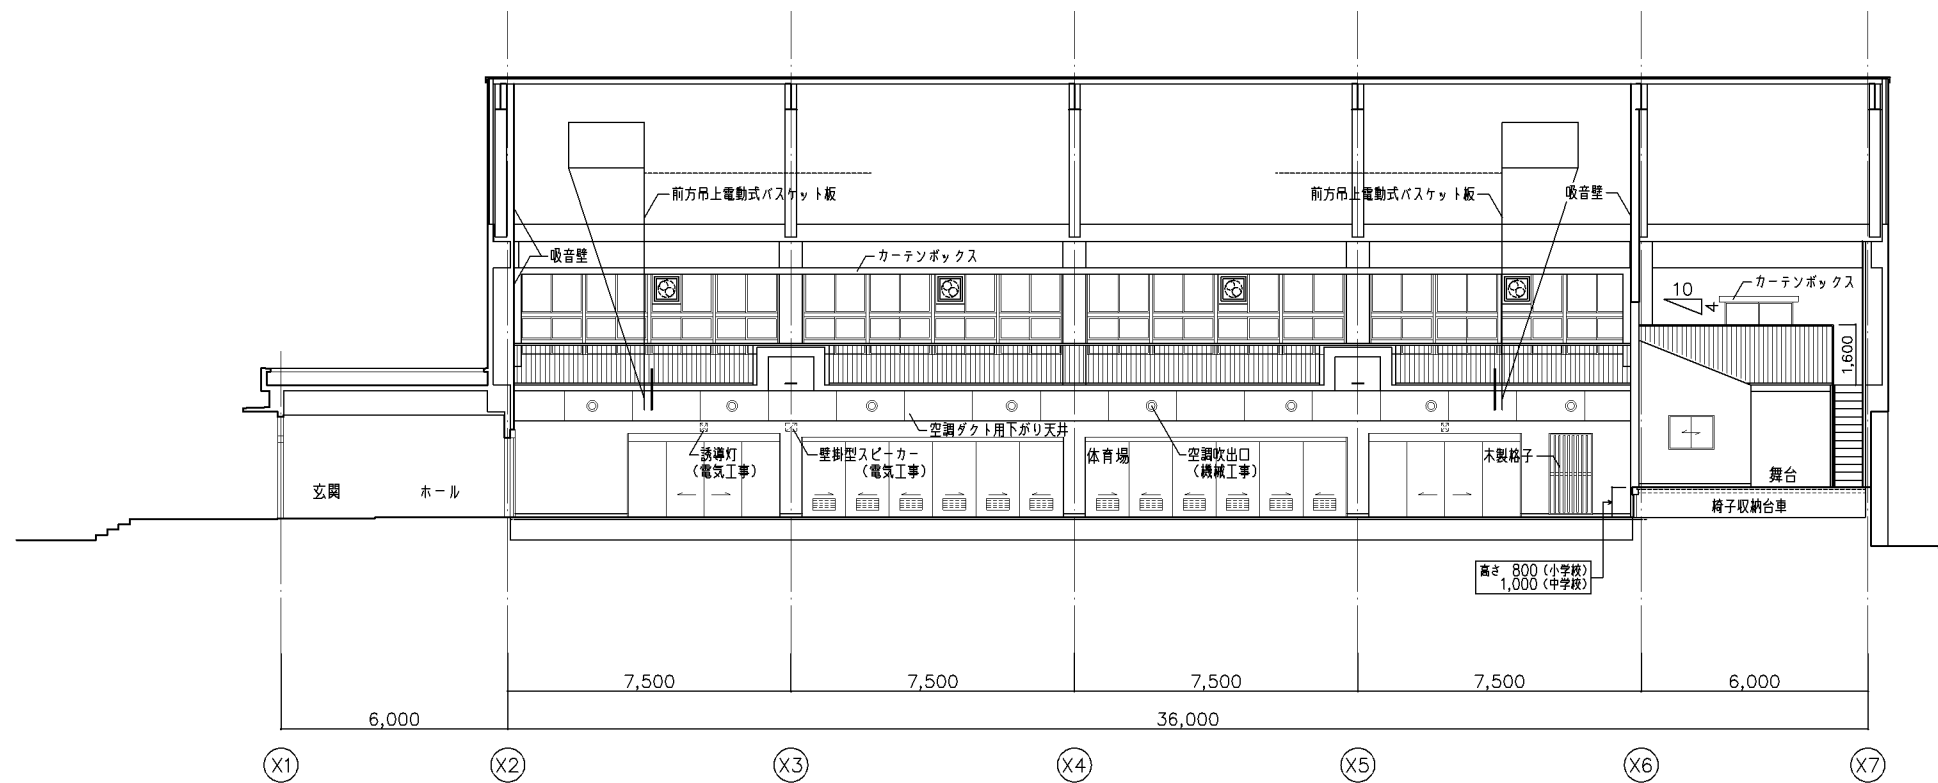 前方吊上電動式バスケット板
前方吊上電動式バスケット板
吸音壁
吸音壁
カーテンボックス
カーテンボックス
10
4
1,600
空調ダクト用下がり天井
誘導灯
(電気工事)
壁掛型スピーカー
(電気工事)
体育場
空調吹出口
(機械工事)
木製格子
舞台
玄関
ホール
椅子収納台車
高さ 800(小学校)
1,000(中学校)
7,500
7,500
7,500
7,500
6,000
6,000
36,000
X1
X2
X3
X4
X5
X6
X7